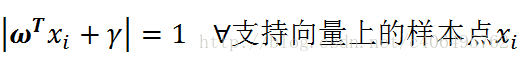 |ω^T x_i + γ| = 1 ∀支持向量上的样本点x_i